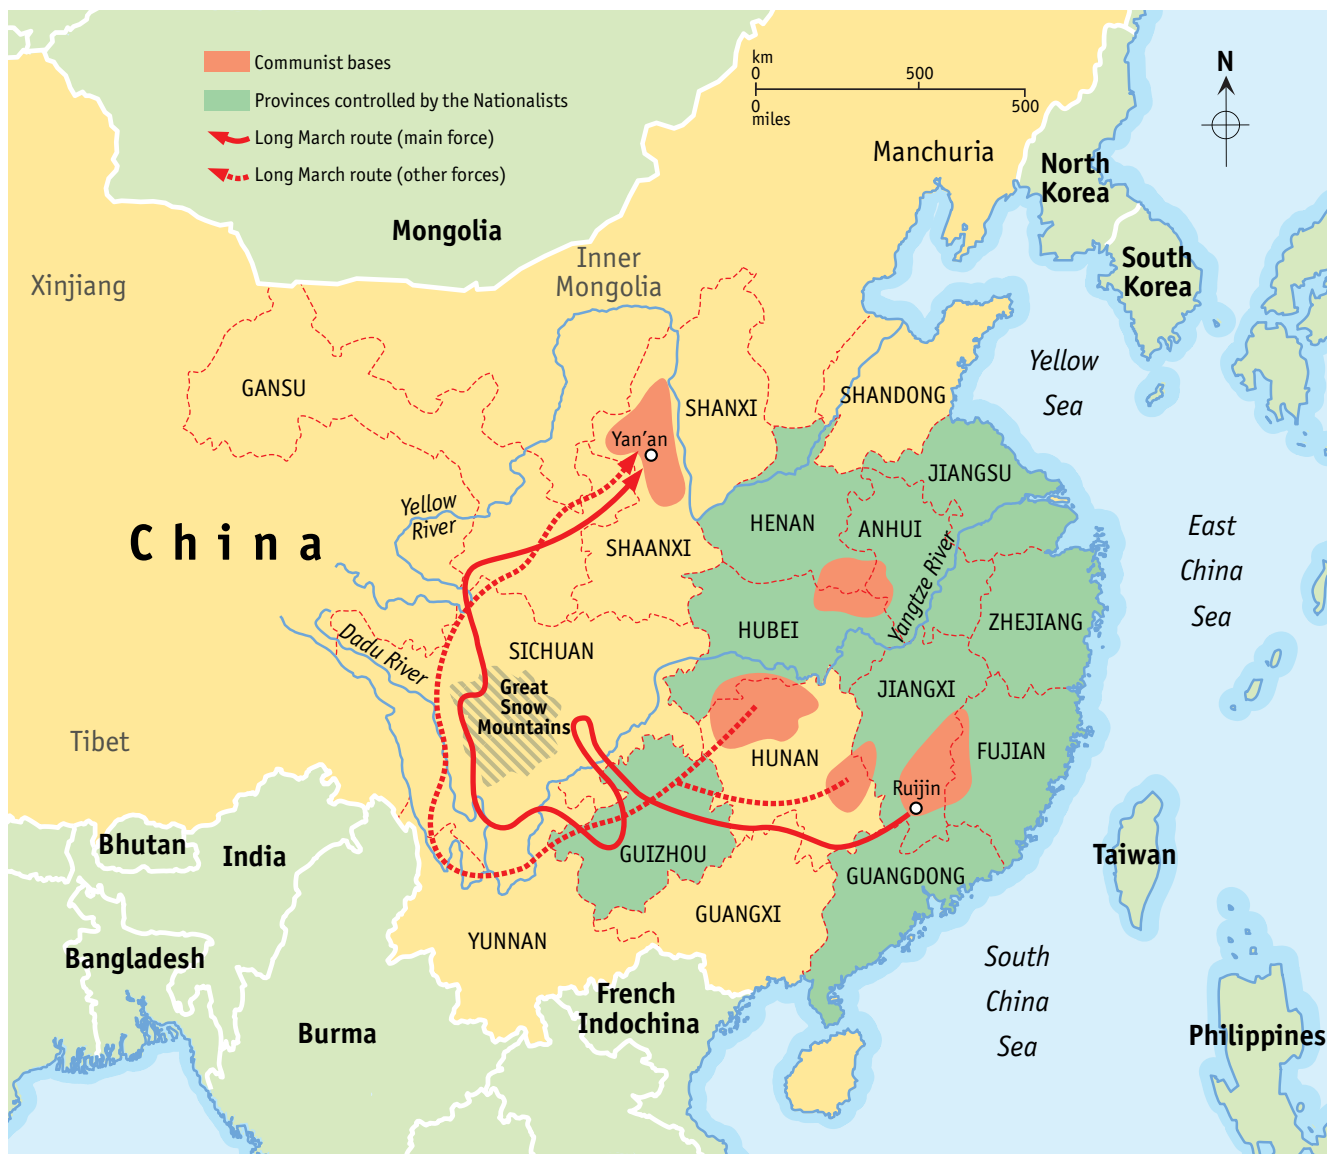 Communist bases
Provinces controlled by the Nationalists
Long March route (main force)
Long March route (other forces)
km
0 500
0 500
miles
N
Manchuria
North
Korea
South
Korea
Mongolia
Inner
Mongolia
Xinjiang
GANSU
SHANXI
SHANDONG
Yellow
Sea
Yan'an
JIANGSU
Yellow
River
HENAN
ANHUI
China
SHAANXI
East
China
Sea
Yangtze River
HUBEI
ZHEJIANG
Dadu River
SICHUAN
Great
Snow
Mountains
JIANGXI
Tibet
HUNAN
FUJIAN
Ruijin
Bhutan
India
GUIZHOU
Taiwan
GUANGDONG
GUANGXI
YUNNAN
Bangladesh
South
China
Sea
French
Indochina
Burma
Philippines